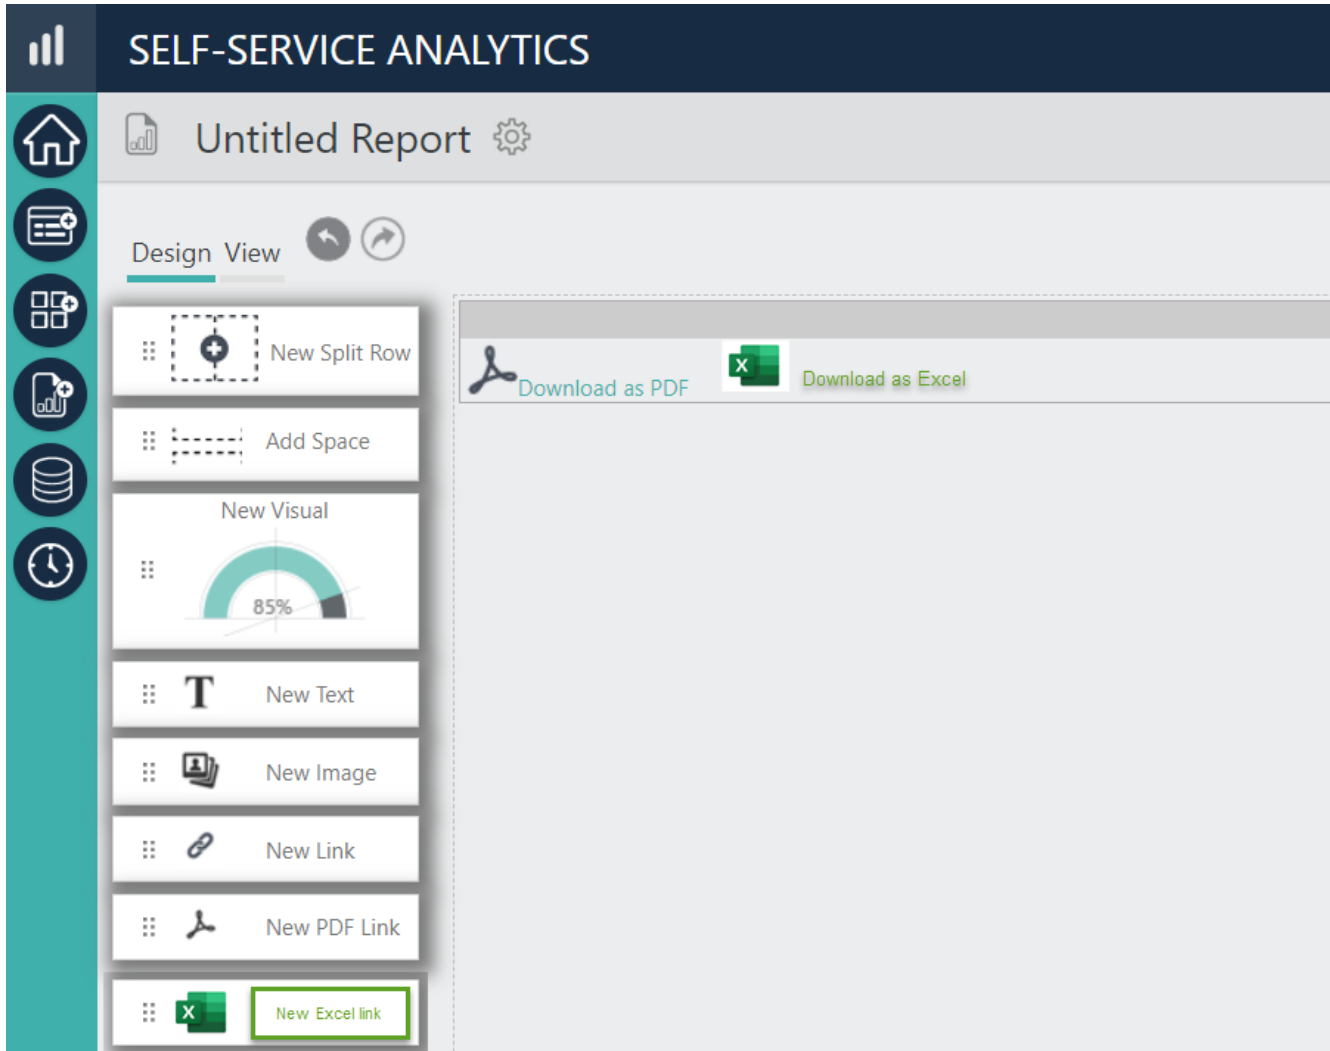 SELF-SERVICE ANALYTICS
Untitled Report
Design View
New Split Row
Add Space
New Visual
85%
New Text
New Image
New Link
New PDF Link
X
New Excel link
Download as PDF
X
Download as Excel